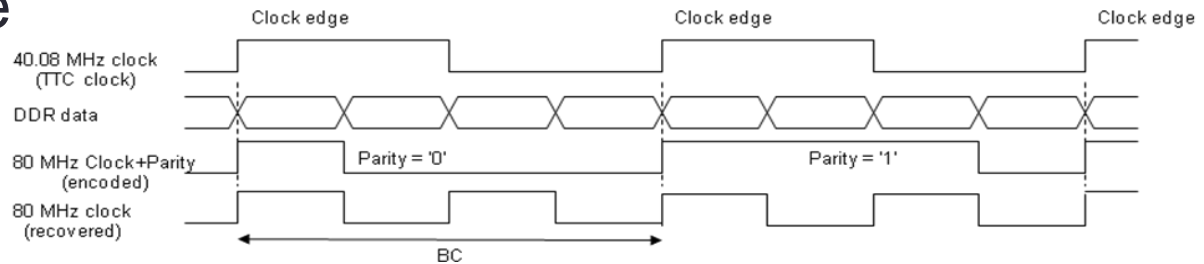 e
Clock edge Clock edge Clock edge
40.08 MHz clock
(TTC clock)
DDR data
80 MHz Clock+Parity Parity = '0' Parity = '1'
(encoded)
80 MHz clock
(recovered)
BC